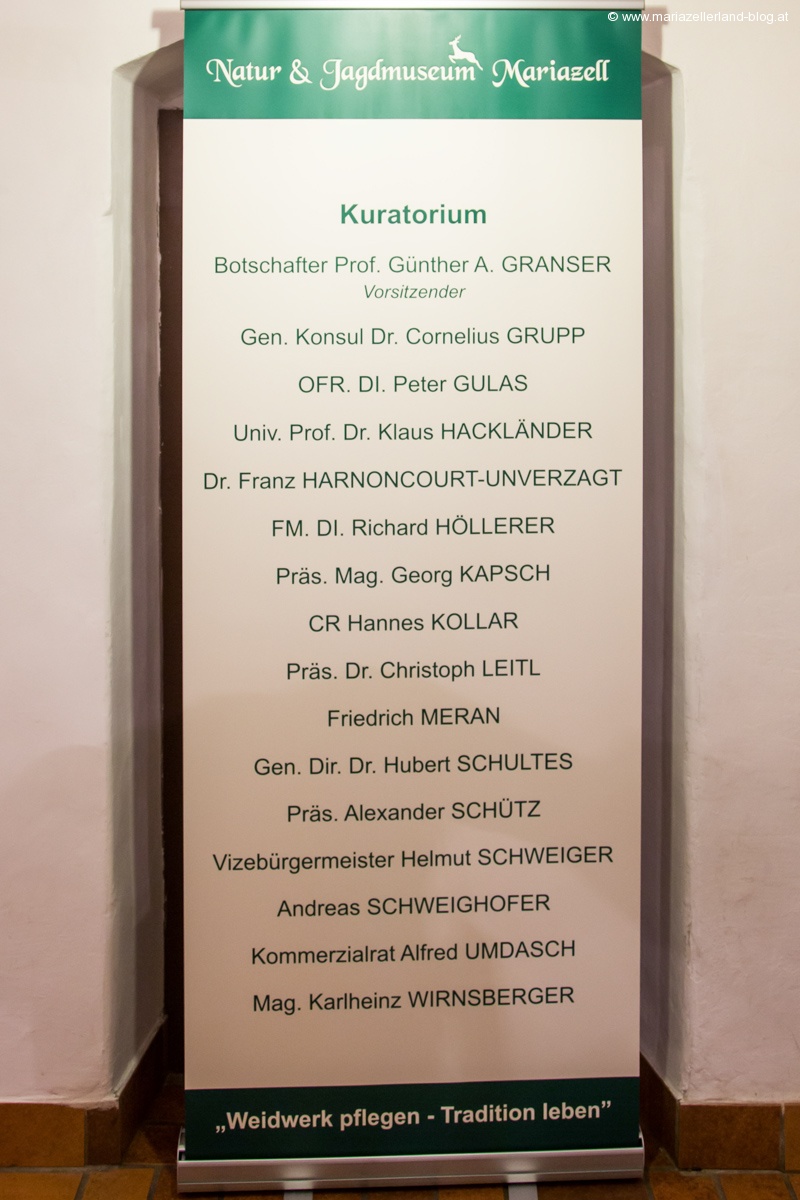 © www.mariazellerland-blog.at
Natur & Jagdmuseum Mariazell
Kuratorium
Botschafter Prof. Günther A. GRANSER
Vorsitzender
Gen. Konsul Dr. Cornelius GRUPP
OFR. DI. Peter GULAS
Univ. Prof. Dr. Klaus HACKLÄNDER
Dr. Franz HARNONCOURT-UNVERZAGT
FM. DI. Richard HÖLLERER
Präs. Mag. Georg KAPSCH
CR Hannes KOLLAR
Präs. Dr. Christoph LEITL
Friedrich MERAN
Gen. Dir. Dr. Hubert SCHULTES
Präs. Alexander SCHÜTZ
Vizebürgermeister Helmut SCHWEIGER
Andreas SCHWEIGHOFER
Kommerzialrat Alfred UMDASCH
Mag. Karlheinz WIRNSBERGER
„Weidwerk pflegen - Tradition leben”